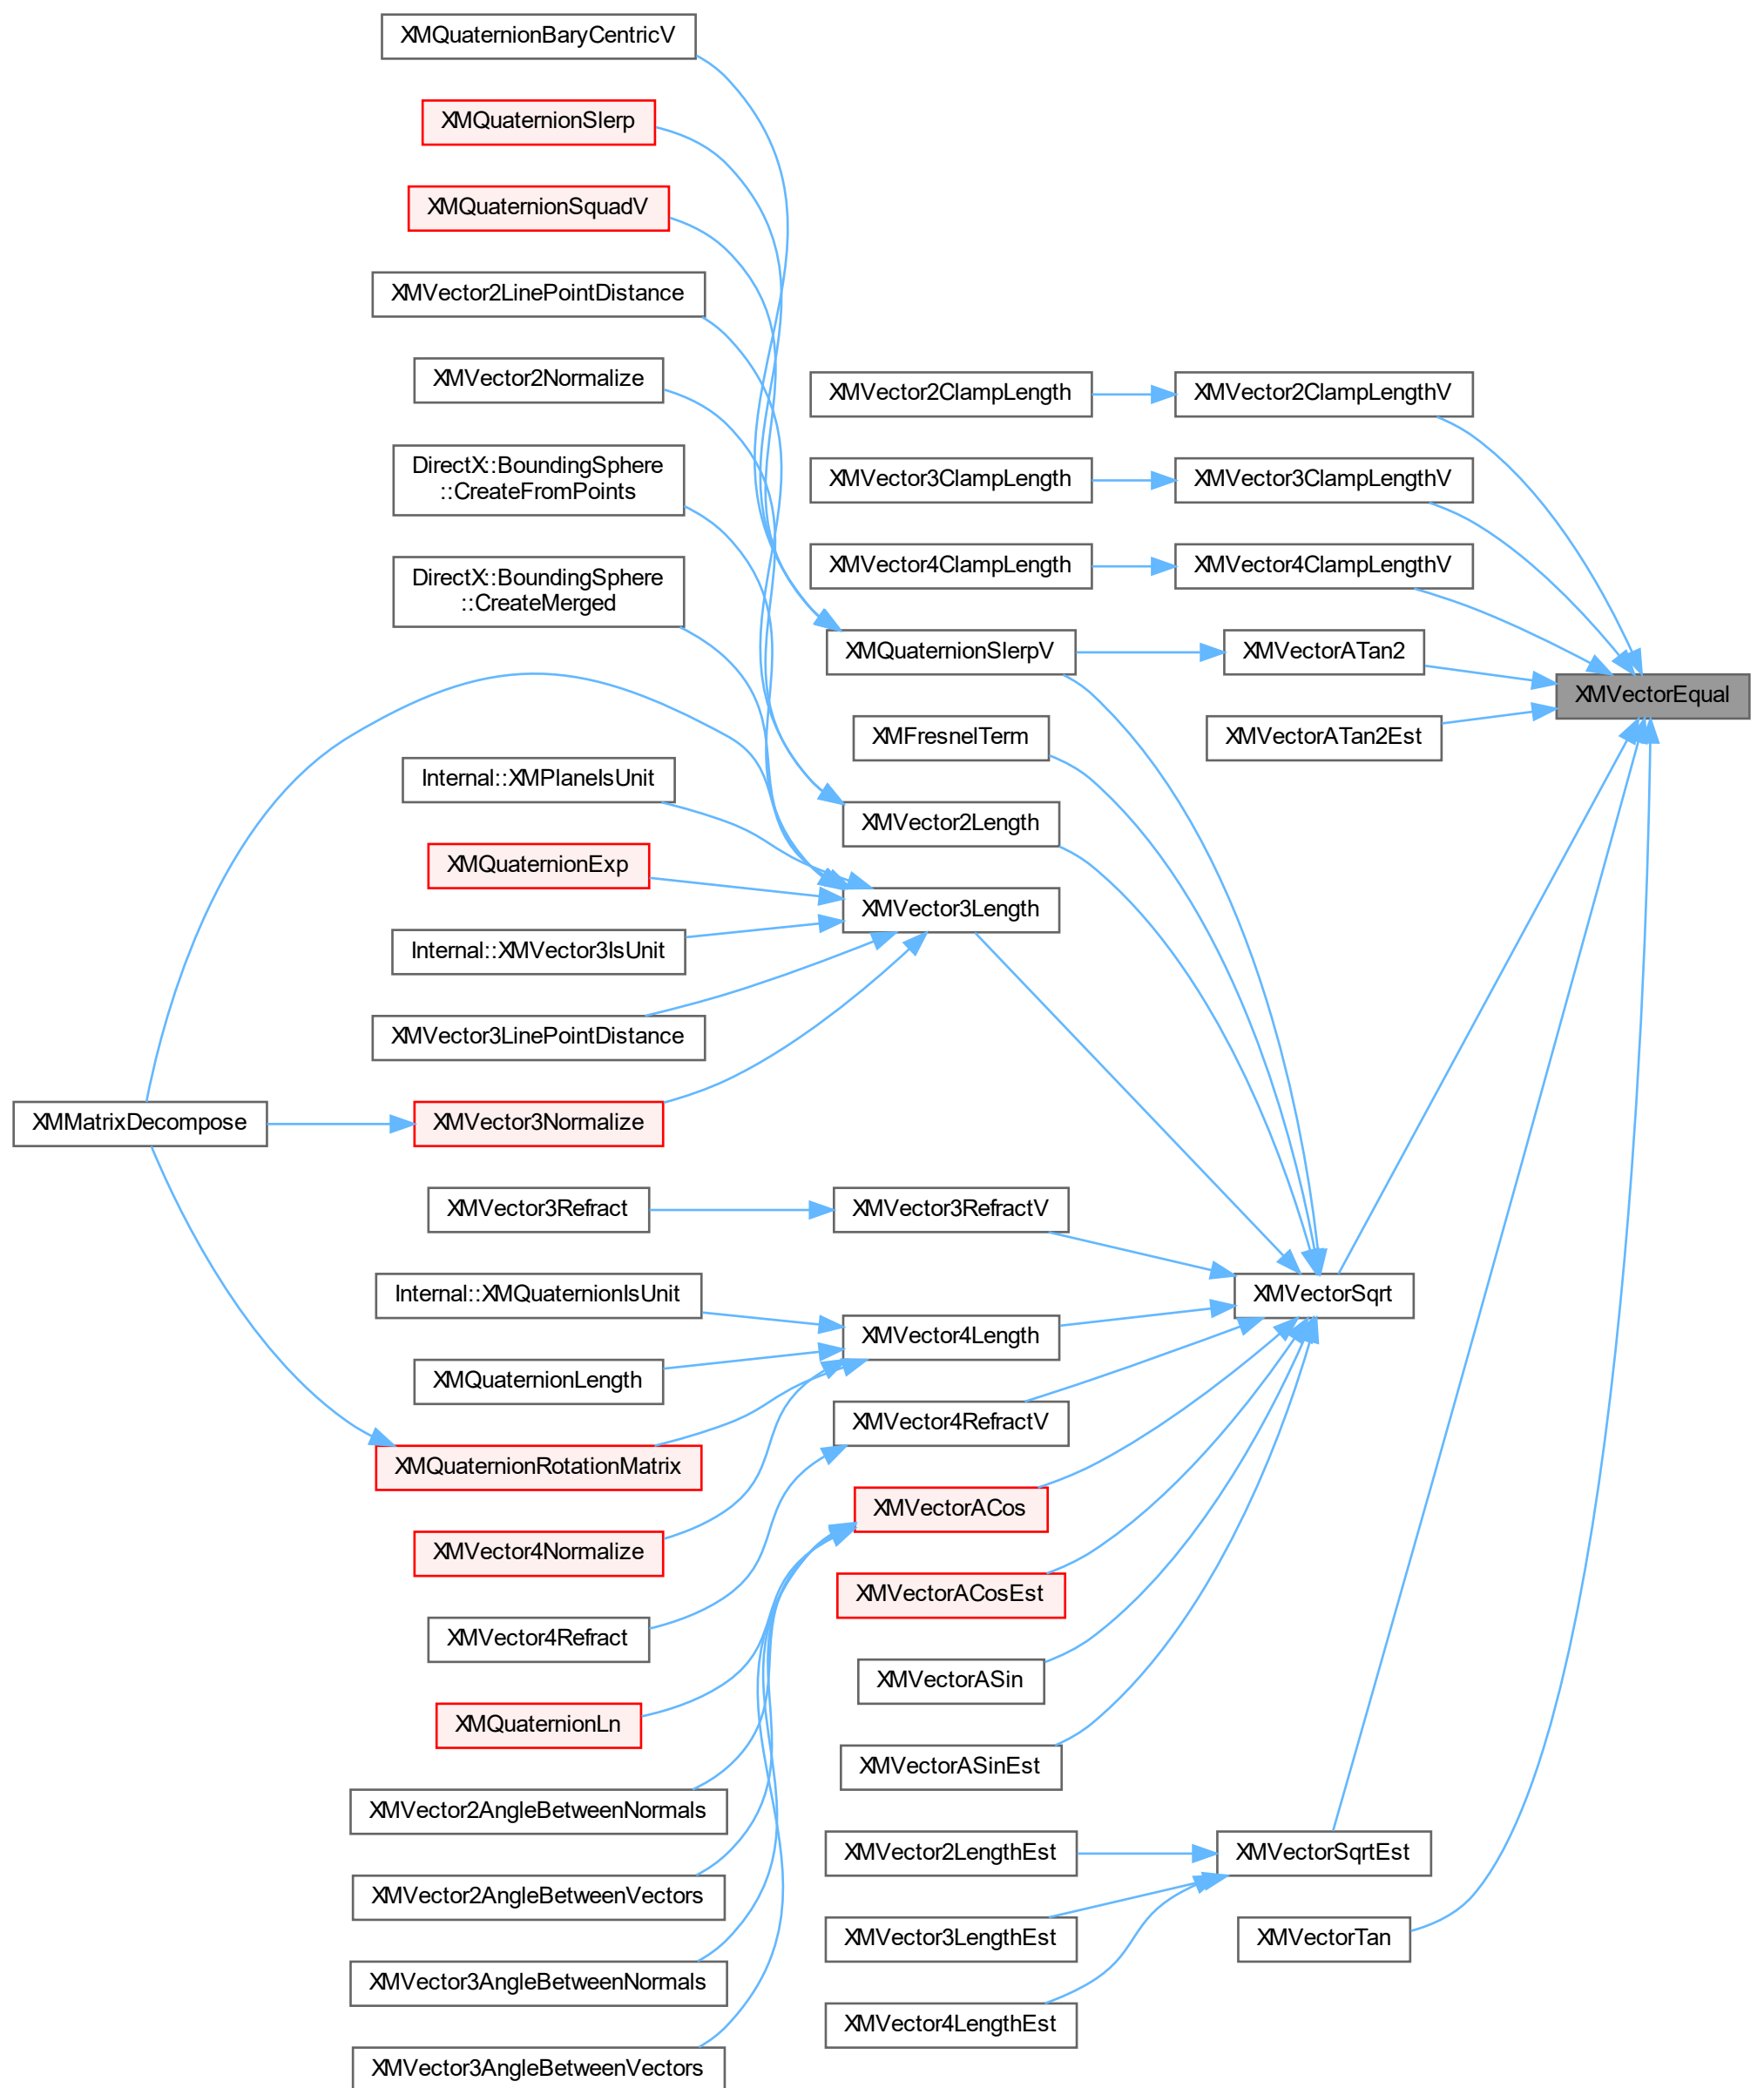 XMQuaternionBaryCentricV
XMQuaternionSlerp
XMQuaternionSquadV
XMVector2LinePointDistance
XMVector2Normalize
DirectX::BoundingSphere
::CreateFromPoints
DirectX::BoundingSphere
::CreateMerged
Internal::XMPlaneIsUnit
XMQuaternionExp
Internal::XMVector3IsUnit
XMVector3LinePointDistance
XMMatrixDecompose
XMVector3Normalize
XMVector3Refract
Internal::XMQuaternionIsUnit
XMQuaternionLength
XMQuaternionRotationMatrix
XMVector4Normalize
XMVector4Refract
XMQuaternionLn
XMVector2AngleBetweenNormals
XMVector2AngleBetweenVectors
XMVector3AngleBetweenNormals
XMVector3AngleBetweenVectors
XMVector2ClampLength
XMVector3ClampLength
XMVector4ClampLength
XMQuaternionSlerpV
XMFresnelTerm
XMVector2Length
XMVector3Length
XMVector3RefractV
XMVector4Length
XMVector4RefractV
XMVectorACos
XMVectorACosEst
XMVectorASin
XMVectorASinEst
XMVector2LengthEst
XMVector3LengthEst
XMVector4LengthEst
XMVector2ClampLengthV
XMVector3ClampLengthV
XMVector4ClampLengthV
XMVectorATan2
XMVectorATan2Est
XMVectorSqrt
XMVectorSqrtEst
XMVectorTan
XMVectorEqual